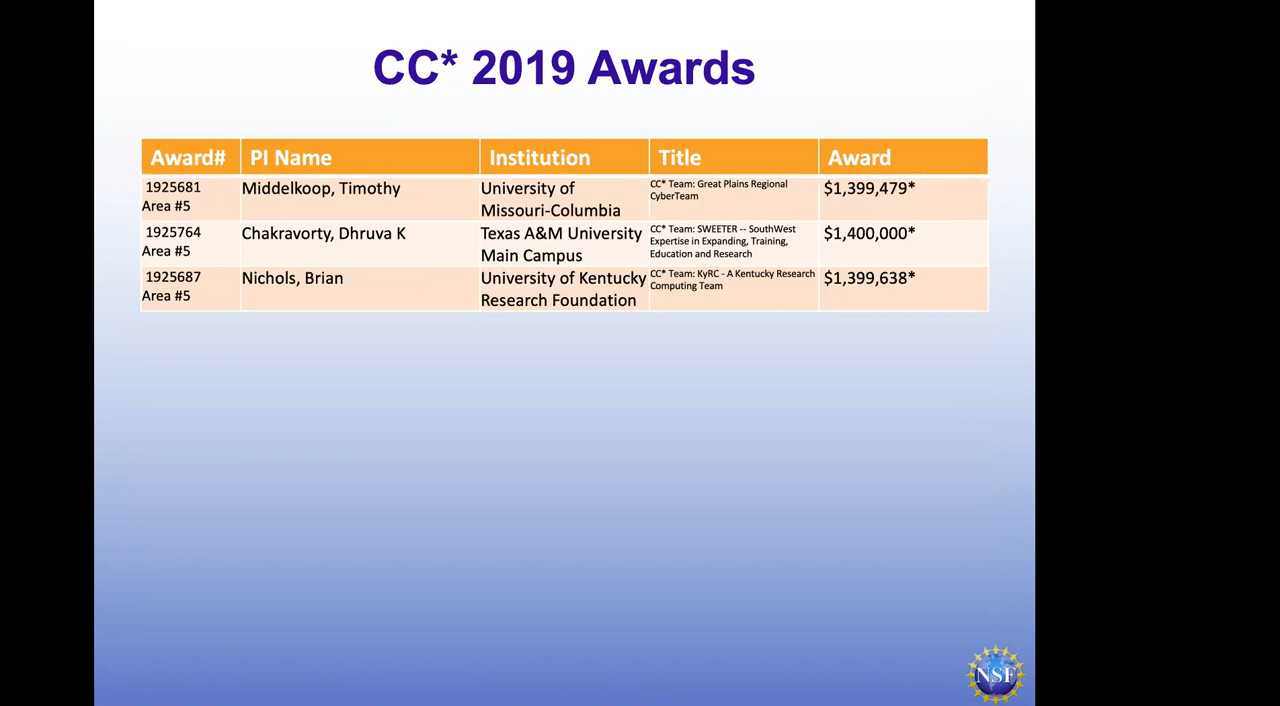 CC* 2019 Awards
Award# PI Name Institution Title Award
1925681
Area #5
Middelkoop, Timothy
University of
Missouri-Columbia
CC* Team: Great Plains Regional
CyberTeam
$1,399,479*
1925764
Area #5
Chakravorty, Dhruva K
Texas A&M University
Main Campus
CC* Team: SWEETER -- SouthWest
Expertise in Expanding, Training,
Education and Research
$1,400,000*
1925687
Area #5
Nichols, Brian
University of Kentucky
Research Foundation
CC* Team: KyRC - A Kentucky Research
Computing Team
$1,399,638*
NSF